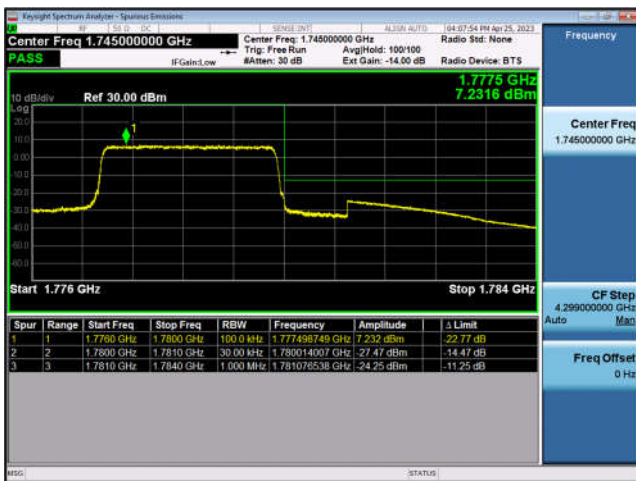 Keysight Spectrum Analyzer - Spurious Emissions
RF 50 Ω DC SENSE:INT ALIGN AUTO 04:07:54 PM Apr 25, 2023
Center Freq 1.745000000 GHz Center Freq: 1.745000000 GHz Radio Std: None
Trig: Free Run Avg|Hold: 100/100
PASS IFGain:Low #Atten: 30 dB Ext Gain: -14.00 dB Radio Device: BTS
1.7775 GHz
10 dB/div Ref 30.00 dBm 7.2316 dBm
Log
20.0
1
10.0
0.00
-10.0
-20.0
-30.0
-40.0
-50.0
-60.0
Start 1.776 GHz Stop 1.784 GHz
Spur Range Start Freq Stop Freq RBW Frequency Amplitude Δ Limit
1 1 1.7760 GHz 1.7800 GHz 100.0 kHz 1.777498749 GHz 7.232 dBm -22.77 dB
2 2 1.7800 GHz 1.7810 GHz 30.00 kHz 1.780014007 GHz -27.47 dBm -14.47 dB
3 3 1.7810 GHz 1.7840 GHz 1.000 MHz 1.781076538 GHz -24.25 dBm -11.25 dB
MSG STATUS
Frequency
Center Freq
1.745000000 GHz
CF Step
4.299000000 GHz
Auto Man
Freq Offset
0 Hz